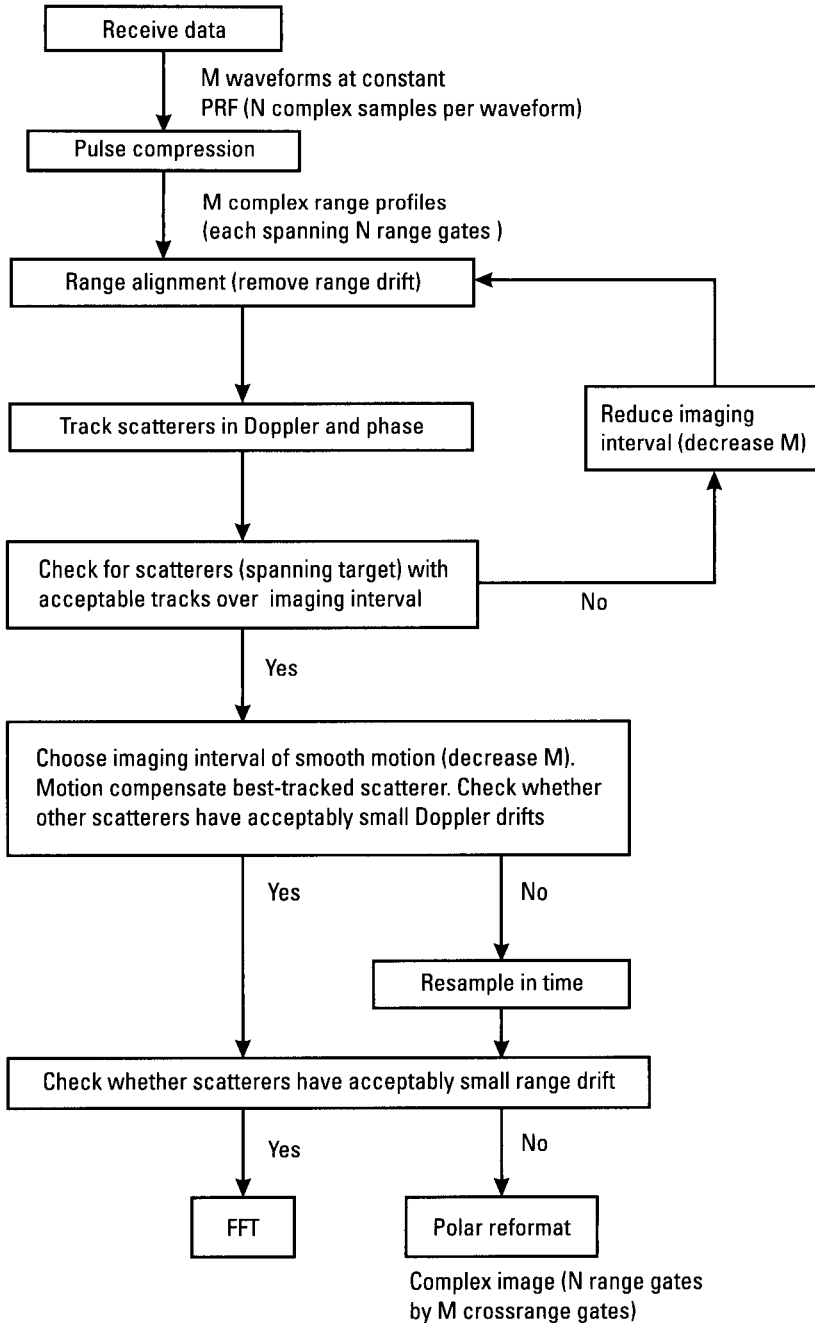 Receive data
M waveforms at constant
PRF (N complex samples per waveform)
Pulse compression
M complex range profiles
(each spanning N range gates )
Range alignment (remove range drift)
Track scatterers in Doppler and phase
Reduce imaging
interval (decrease M)
Check for scatterers (spanning target) with
acceptable tracks over imaging interval
No
Yes
Choose imaging interval of smooth motion (decrease M).
Motion compensate best-tracked scatterer. Check whether
other scatterers have acceptably small Doppler drifts
Yes
No
Resample in time
Check whether scatterers have acceptably small range drift
Yes
No
FFT
Polar reformat
Complex image (N range gates
by M crossrange gates)